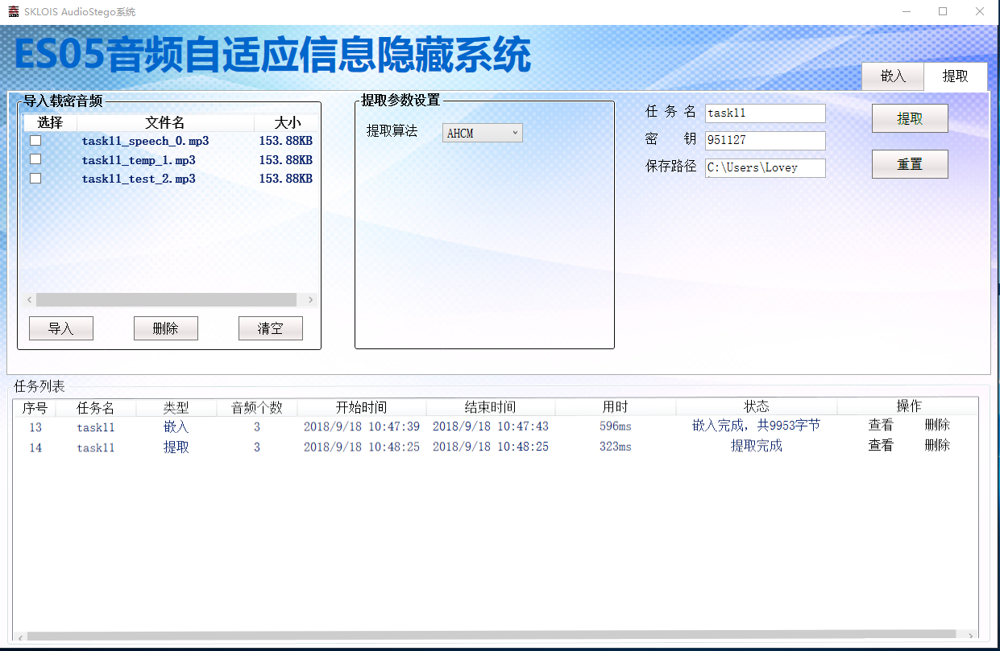 SKLOIS AudioStego系统
ES05音频自适应信息隐藏系统
嵌入 提取
导入载密音频
选择 文件名 大小
task11_speech_0.mp3 153.88KB
task11_temp_1.mp3 153.88KB
task11_test_2.mp3 153.88KB
导入 删除 清空
提取参数设置
提取算法 AHCM
任务名 task11
密钥 951127
保存路径 C:\Users\Lovey
提取
重置
任务列表
序号 任务名 类型 音频个数 开始时间 结束时间 用时 状态 操作
13 task11 嵌入 3 2018/9/18 10:47:39 2018/9/18 10:47:43 596ms 嵌入完成，共9953字节 查看 删除
14 task11 提取 3 2018/9/18 10:48:25 2018/9/18 10:48:25 323ms 提取完成 查看 删除